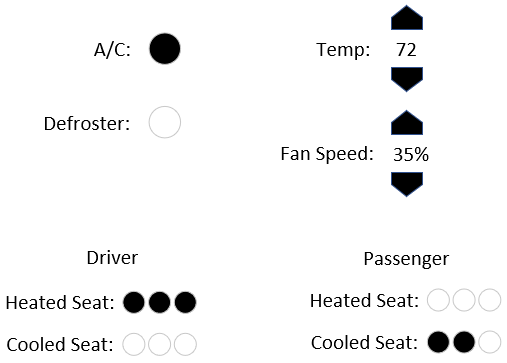 A/C:
Temp: 72
Defroster:
Fan Speed: 35%
Driver
Heated Seat:
Cooled Seat:
Passenger
Heated Seat:
Cooled Seat: